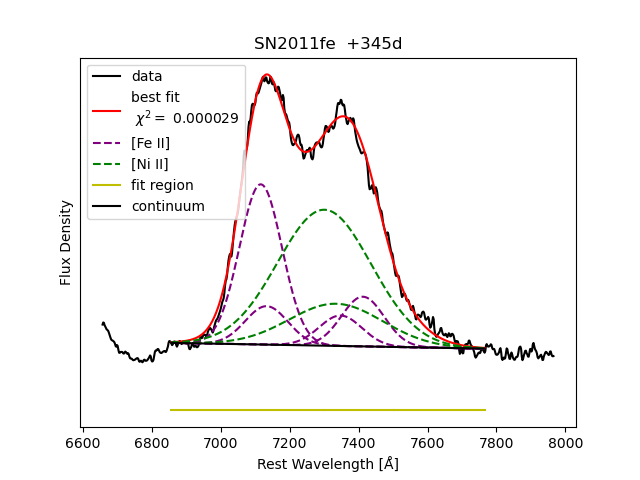 SN2011fe  +345d
data
best fit
χ² = 0.000029
[Fe II]
[Ni II]
fit region
continuum
Flux Density
6600 6800 7000 7200 7400 7600 7800 8000
Rest Wavelength [Å]